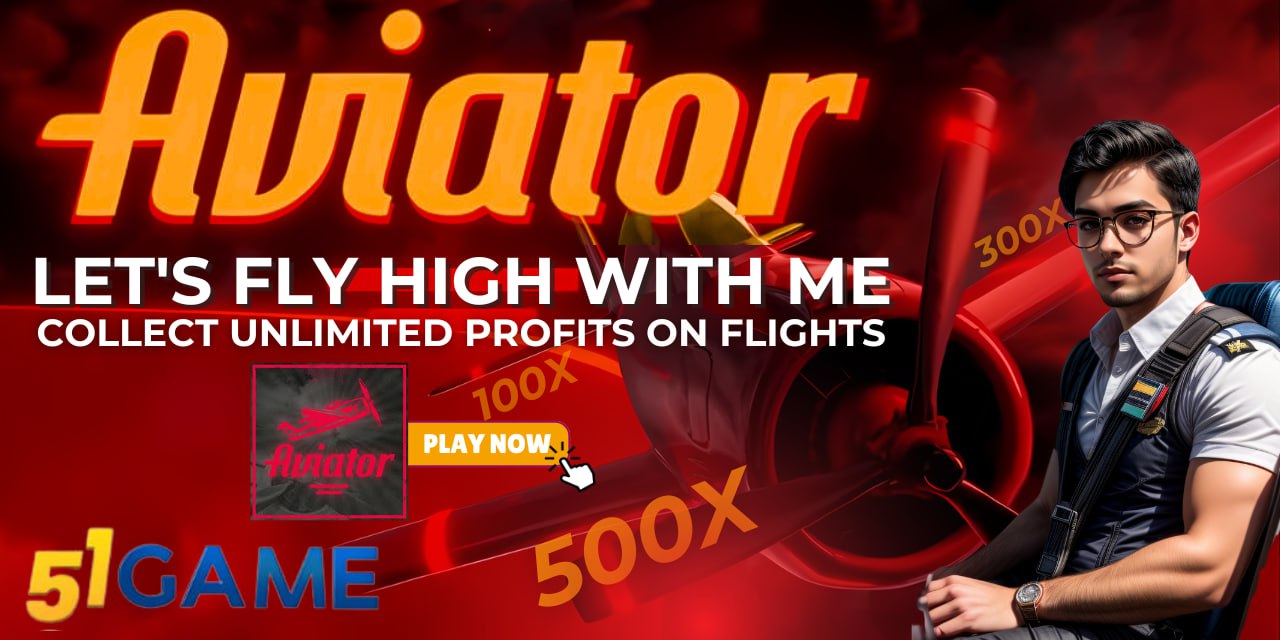 Aviator
LET'S FLY HIGH WITH ME
COLLECT UNLIMITED PROFITS ON FLIGHTS
300X
100X
Aviator
PLAY NOW
500X
51GAME